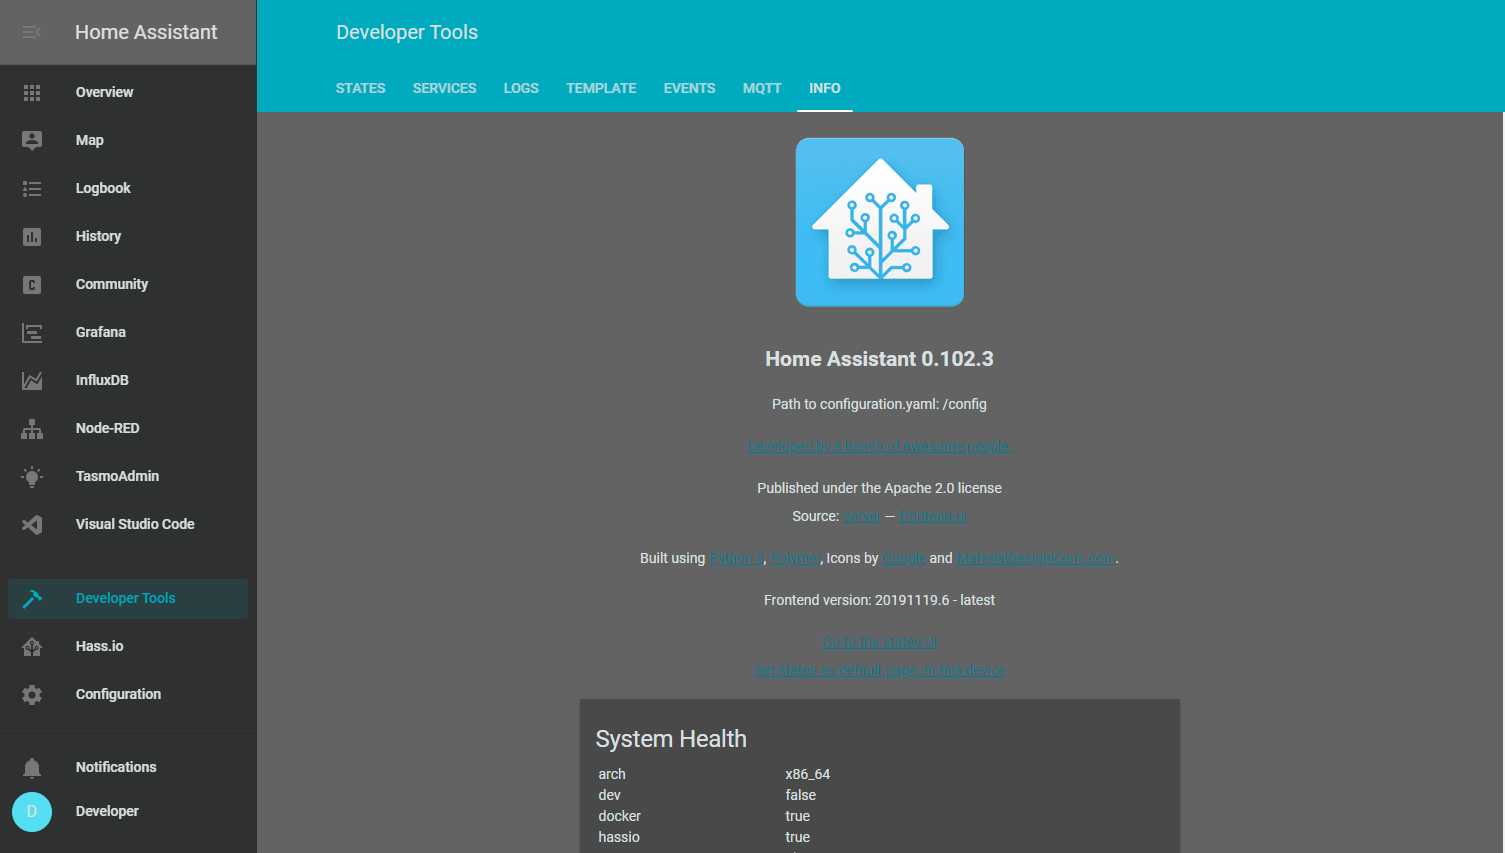 Home Assistant
Overview
Map
Logbook
History
Community
Grafana
InfluxDB
Node-RED
TasmoAdmin
Visual Studio Code
Developer Tools
Hass.io
Configuration
Notifications
D Developer
Developer Tools
STATES SERVICES LOGS TEMPLATE EVENTS MQTT INFO
Home Assistant 0.102.3
Path to configuration.yaml: /config
Developed by a bunch of awesome people.
Published under the Apache 2.0 license
Source: server — frontend-ui
Built using Python 3, Polymer, Icons by Google and MaterialDesignIcons.com.
Frontend version: 20191119.6 - latest
Go to the states UI
Set states as default page on this device
System Health
arch x86_64
dev false
docker true
hassio true